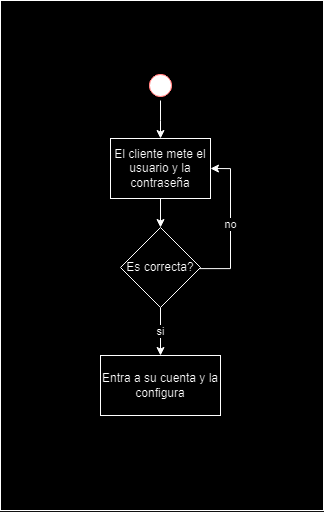 El cliente mete el
usuario y la
contraseña
no
Es correcta?
si
Entra a su cuenta y la
configura